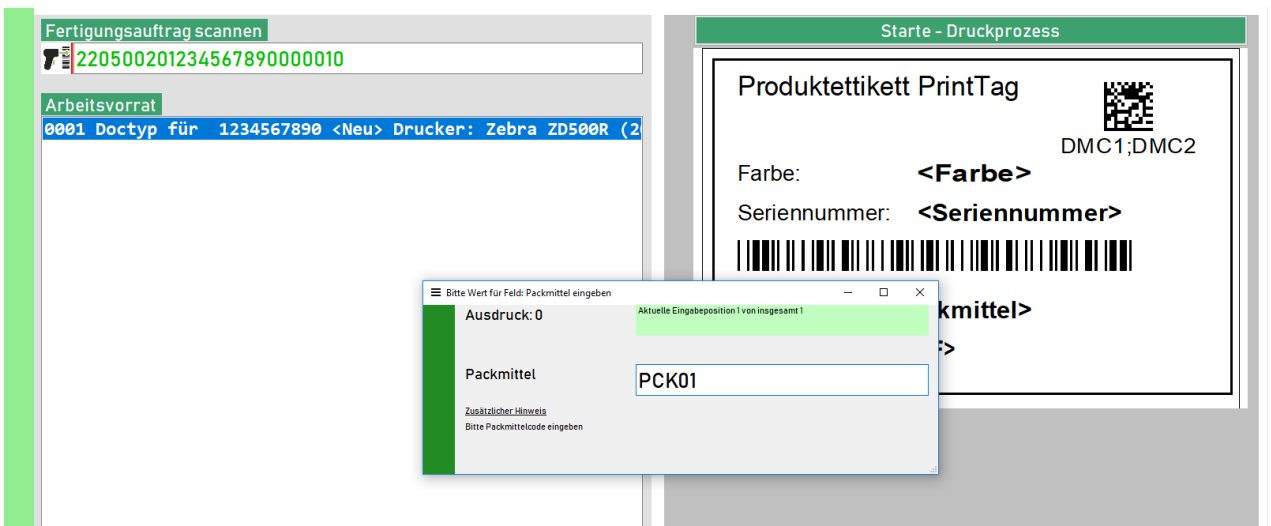 Fertigungsauftrag scannen
2205002012345678900000010
Arbeitsvorrat
0001 Doctyp für 1234567890 <Neu> Drucker: Zebra ZD500R (2
Starte - Druckprozess
Produktettikett PrintTag
DMC1;DMC2
Farbe: <Farbe>
Seriennummer: <Seriennummer>
kmittel>
>
Bitte Wert für Feld: Packmittel eingeben
Ausdruck: 0
Aktuelle Eingabeposition 1 von insgesamt 1
Packmittel
PCK01
Zusätzlicher Hinweis
Bitte Packmittelcode eingeben